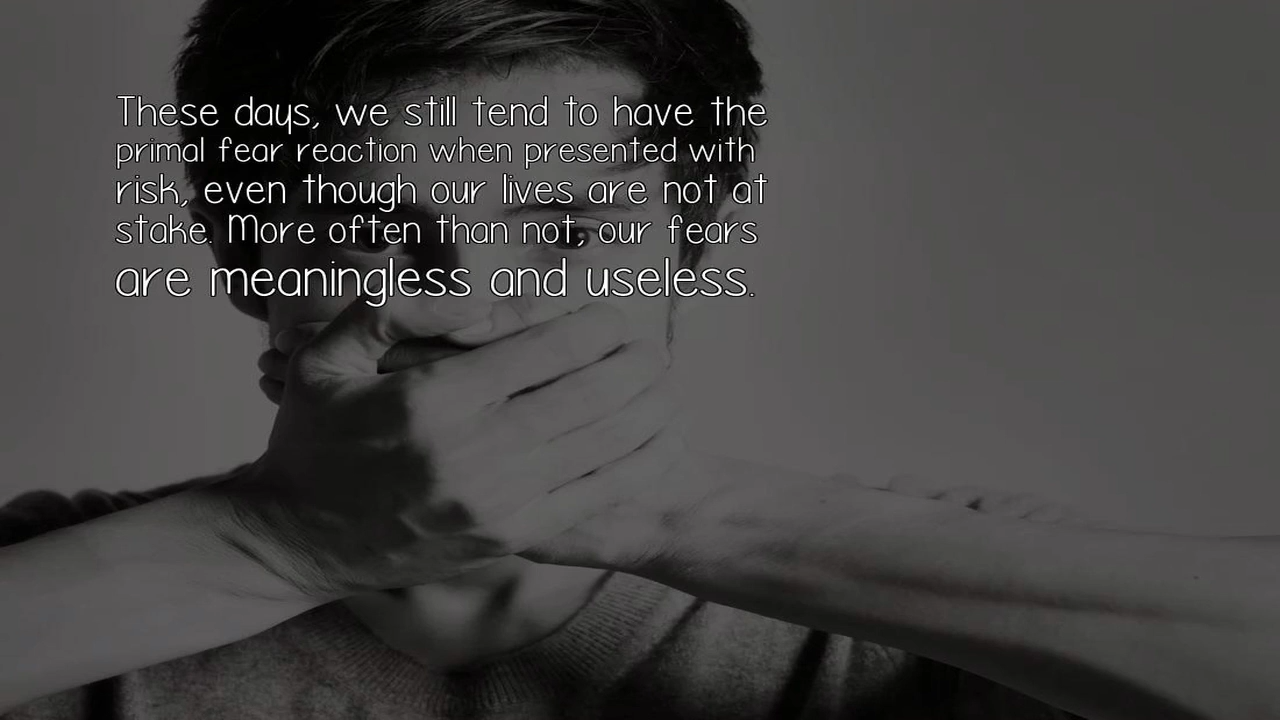 These days, we still tend to have the
primal fear reaction when presented with
risk, even though our lives are not at
stake. More often than not, our fears
are meaningless and useless.